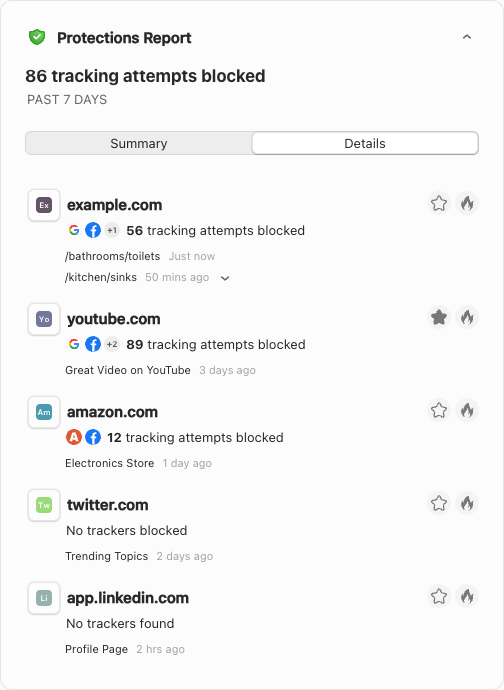 Protections Report
86 tracking attempts blocked
PAST 7 DAYS
Summary Details
Ex example.com
G f +1 56 tracking attempts blocked
/bathrooms/toilets Just now
/kitchen/sinks 50 mins ago
Yo youtube.com
G f +2 89 tracking attempts blocked
Great Video on YouTube 3 days ago
Am amazon.com
A f 12 tracking attempts blocked
Electronics Store 1 day ago
Tw twitter.com
No trackers blocked
Trending Topics 2 days ago
Li app.linkedin.com
No trackers found
Profile Page 2 hrs ago